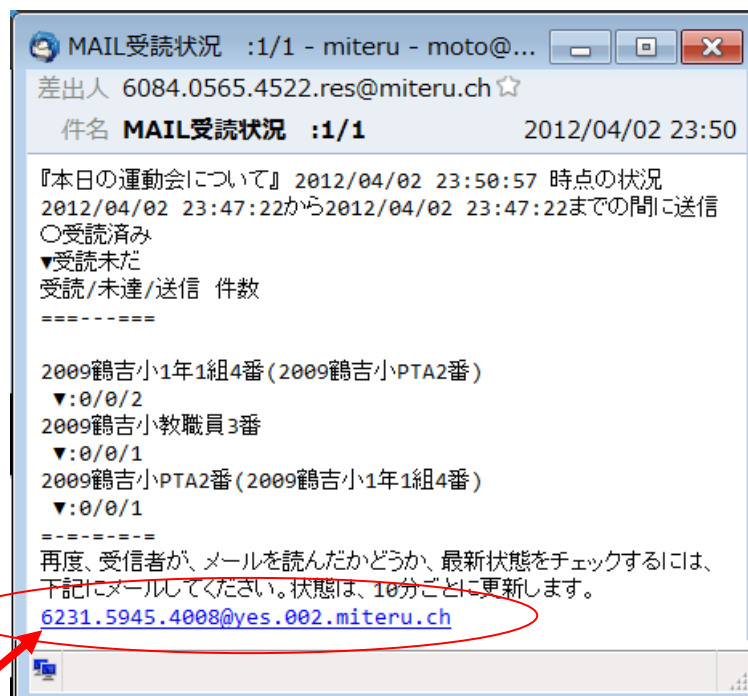 MAIL受読状況 :1/1 - miteru - moto@...
差出人 6084.0565.4522.res@miteru.ch
件名 MAIL受読状況 :1/1 2012/04/02 23:50
『本日の運動会について』 2012/04/02 23:50:57 時点の状況
2012/04/02 23:47:22から2012/04/02 23:47:22までの間に送信
○受読済み
▼受読未だ
受読/未達/送信 件数
===---===
2009鶴吉小1年1組4番(2009鶴吉小PTA2番)
▼:0/0/2
2009鶴吉小教職員3番
▼:0/0/1
2009鶴吉小PTA2番(2009鶴吉小1年1組4番)
▼:0/0/1
=-=-=-=-=
再度、受信者が、メールを読んだかどうか、最新状態をチェックするには、
下記にメールしてください。状態は、10分ごとに更新します。
6231.5945.4008@yes.002.miteru.ch